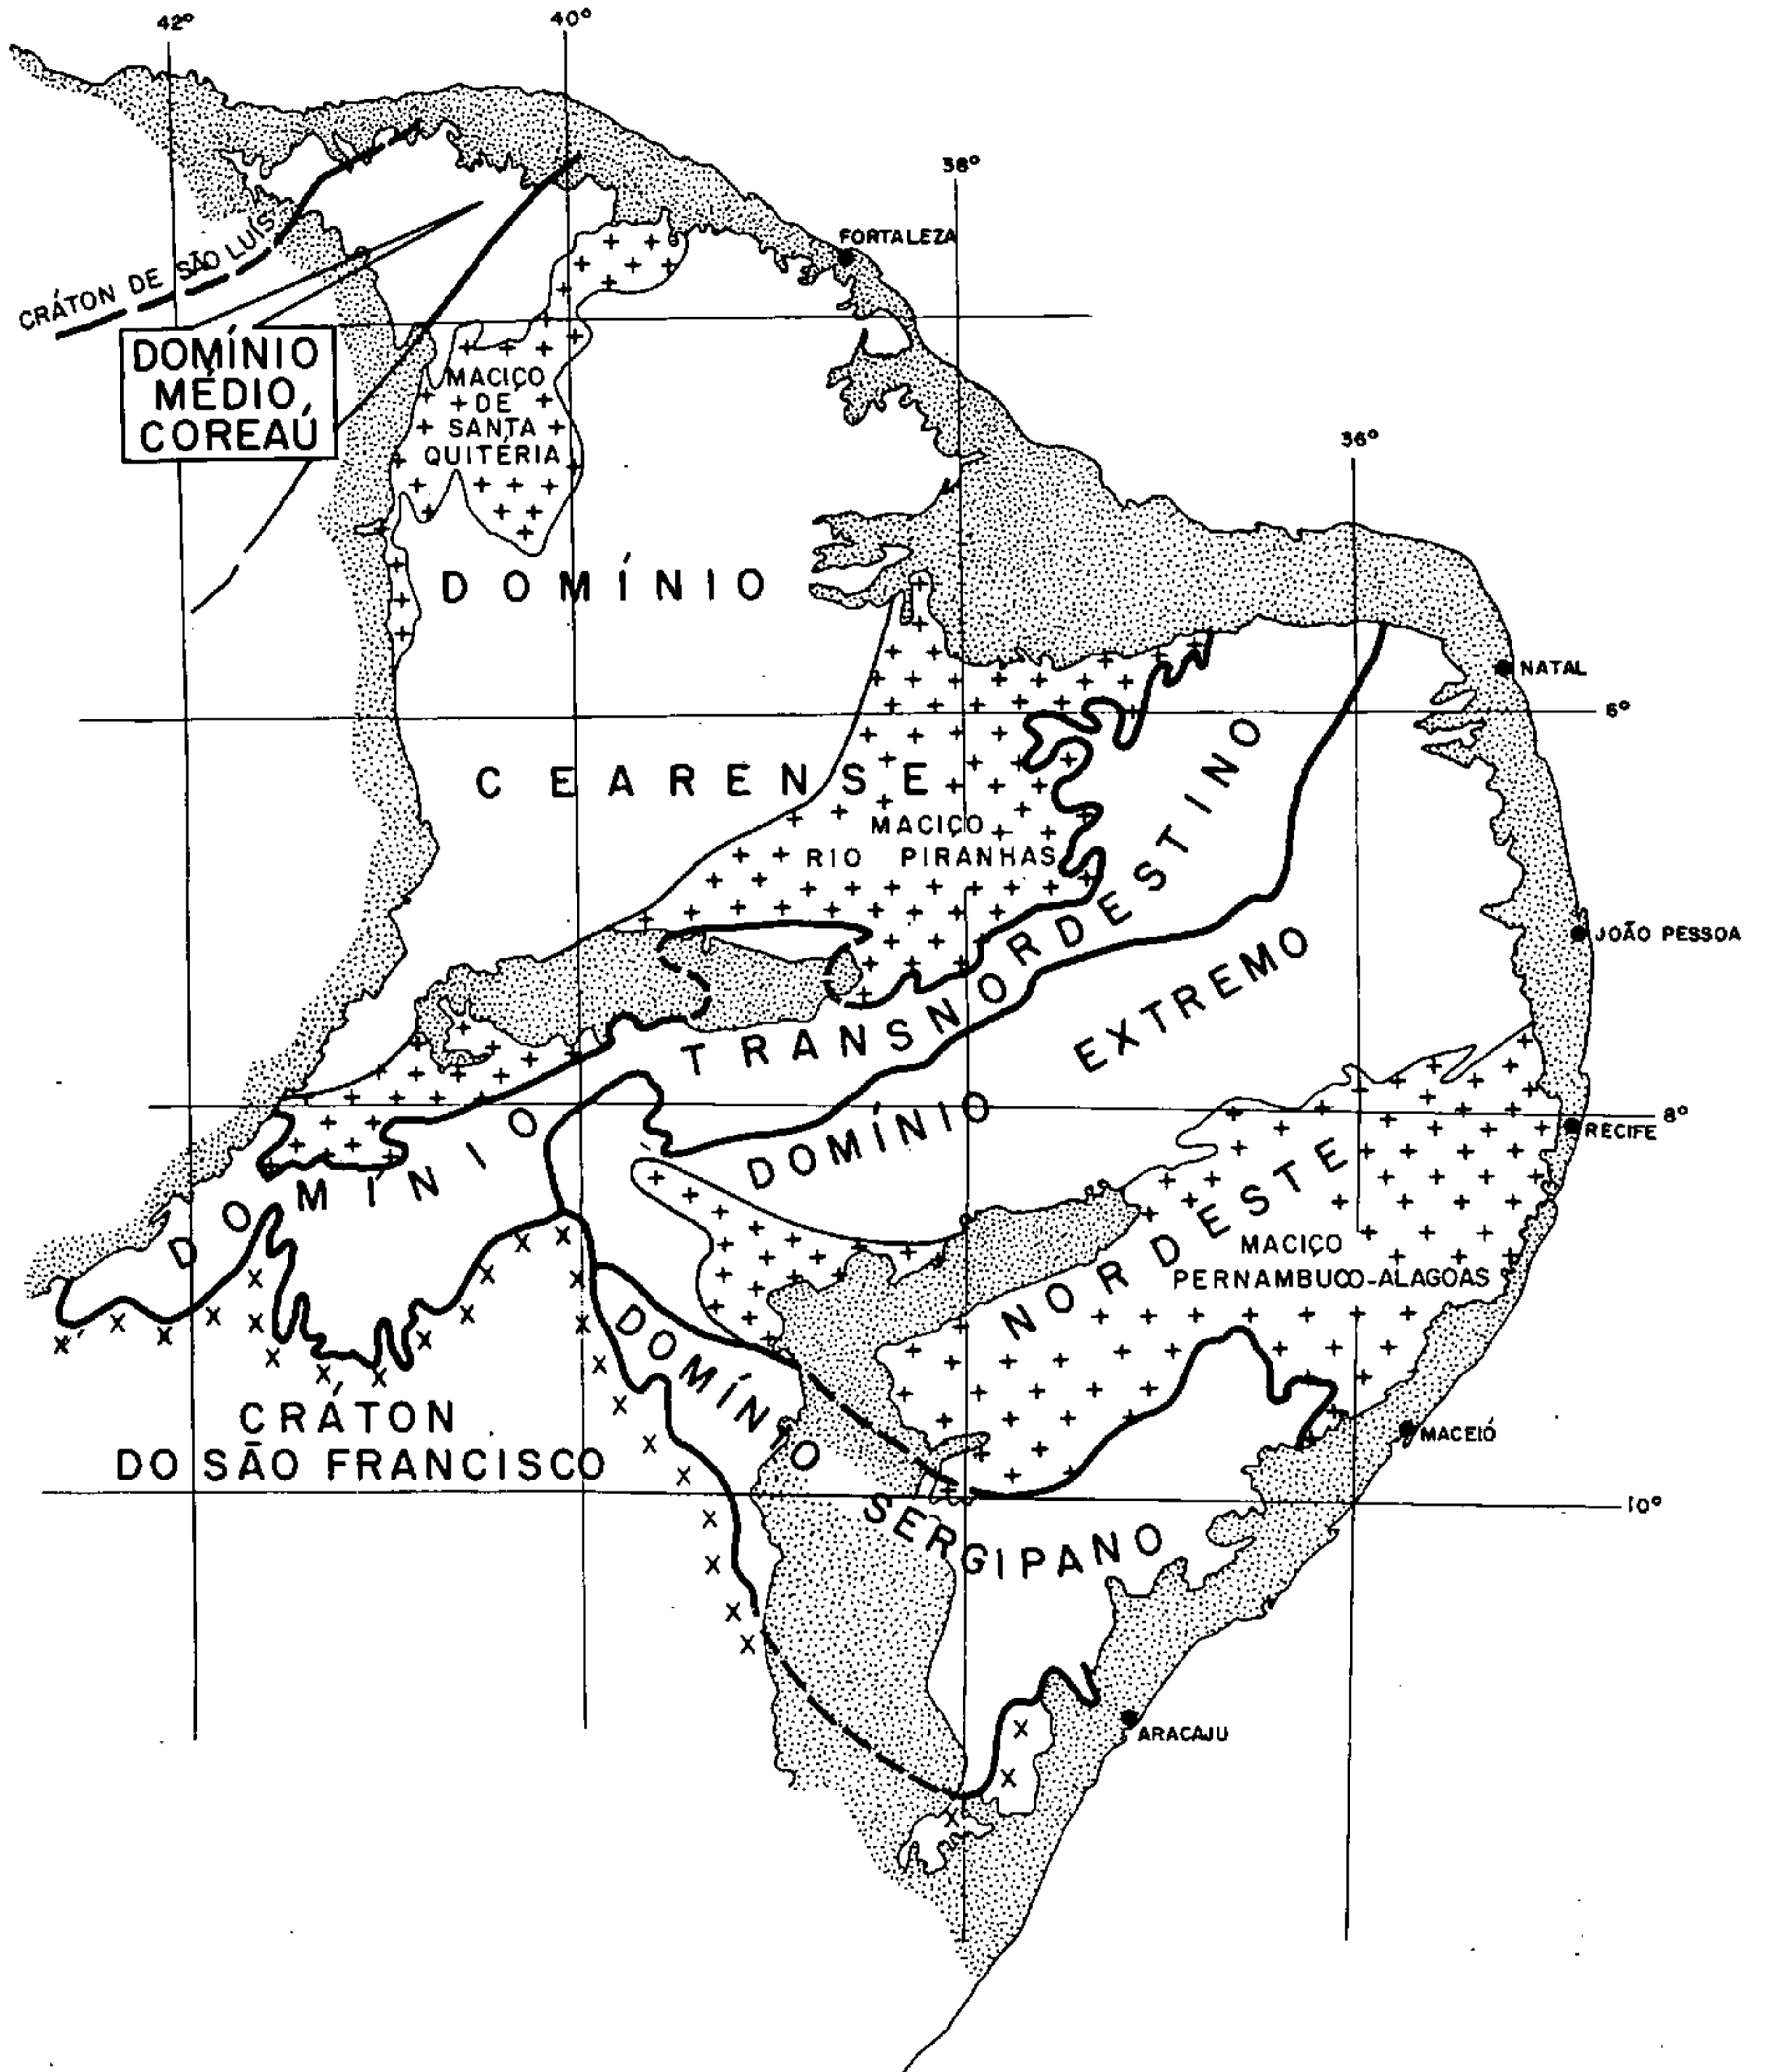 42°
40°
38°
FORTALEZA
CRÁTON DE SÃO LUÍS
DOMÍNIO
MÉDIO
COREAÚ
MACIÇO
DE
SANTA
QUITÉRIA
36°
DOMÍNIO
NATAL
6°
CEARENSE
MACIÇO
RIO PIRANHAS
JOÃO PESSOA
DOMÍNIO TRANSNORDESTINO
DOMÍNIO EXTREMO NORDESTE
8°
RECIFE
MACIÇO
PERNAMBUCO-ALAGOAS
CRÁTON
DO SÃO FRANCISCO
DOMÍNIO SERGIPANO
MACEIÓ
10°
ARACAJU